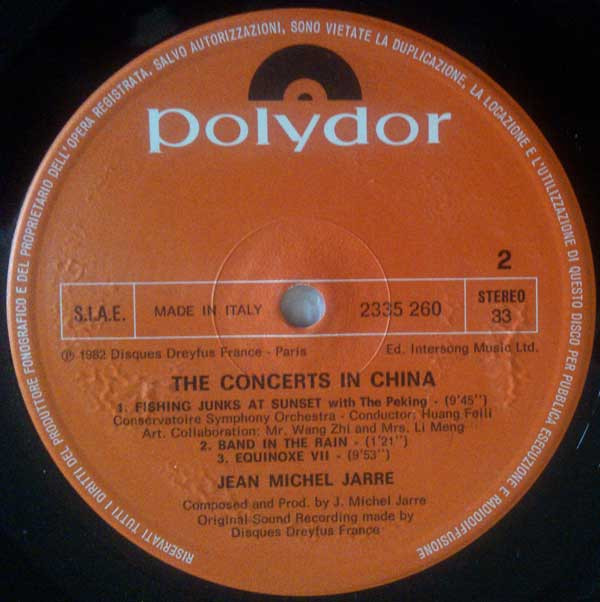 RISERVATI TUTTI I DIRITTI DEL PRODUTTORE FONOGRAFICO E DEL PROPRIETARIO DELL'OPERA REGISTRATA, SALVO AUTORIZZAZIONI, SONO VIETATE LA DUPLICAZIONE, LA LOCAZIONE E L'UTILIZZAZIONE DI QUESTO DISCO PER PUBBLICA ESECUZIONE E RADIODIFFUSIONE
polydor
2
S.I.A.E. MADE IN ITALY 2335 260 STEREO 33
℗ 1982 Disques Dreyfus France - Paris Ed. Intersong Music Ltd.
THE CONCERTS IN CHINA
1. FISHING JUNKS AT SUNSET with The Peking - (9'45'')
Conservatoire Symphony Orchestra - Conductor: Huang Feili
Art. Collaboration: Mr. Wang Zhi and Mrs. Li Meng
2. BAND IN THE RAIN - (1'21'')
3. EQUINOXE VII - (9'53'')
JEAN MICHEL JARRE
Composed and Prod. by J. Michel Jarre
Original Sound Recording made by
Disques Dreyfus France